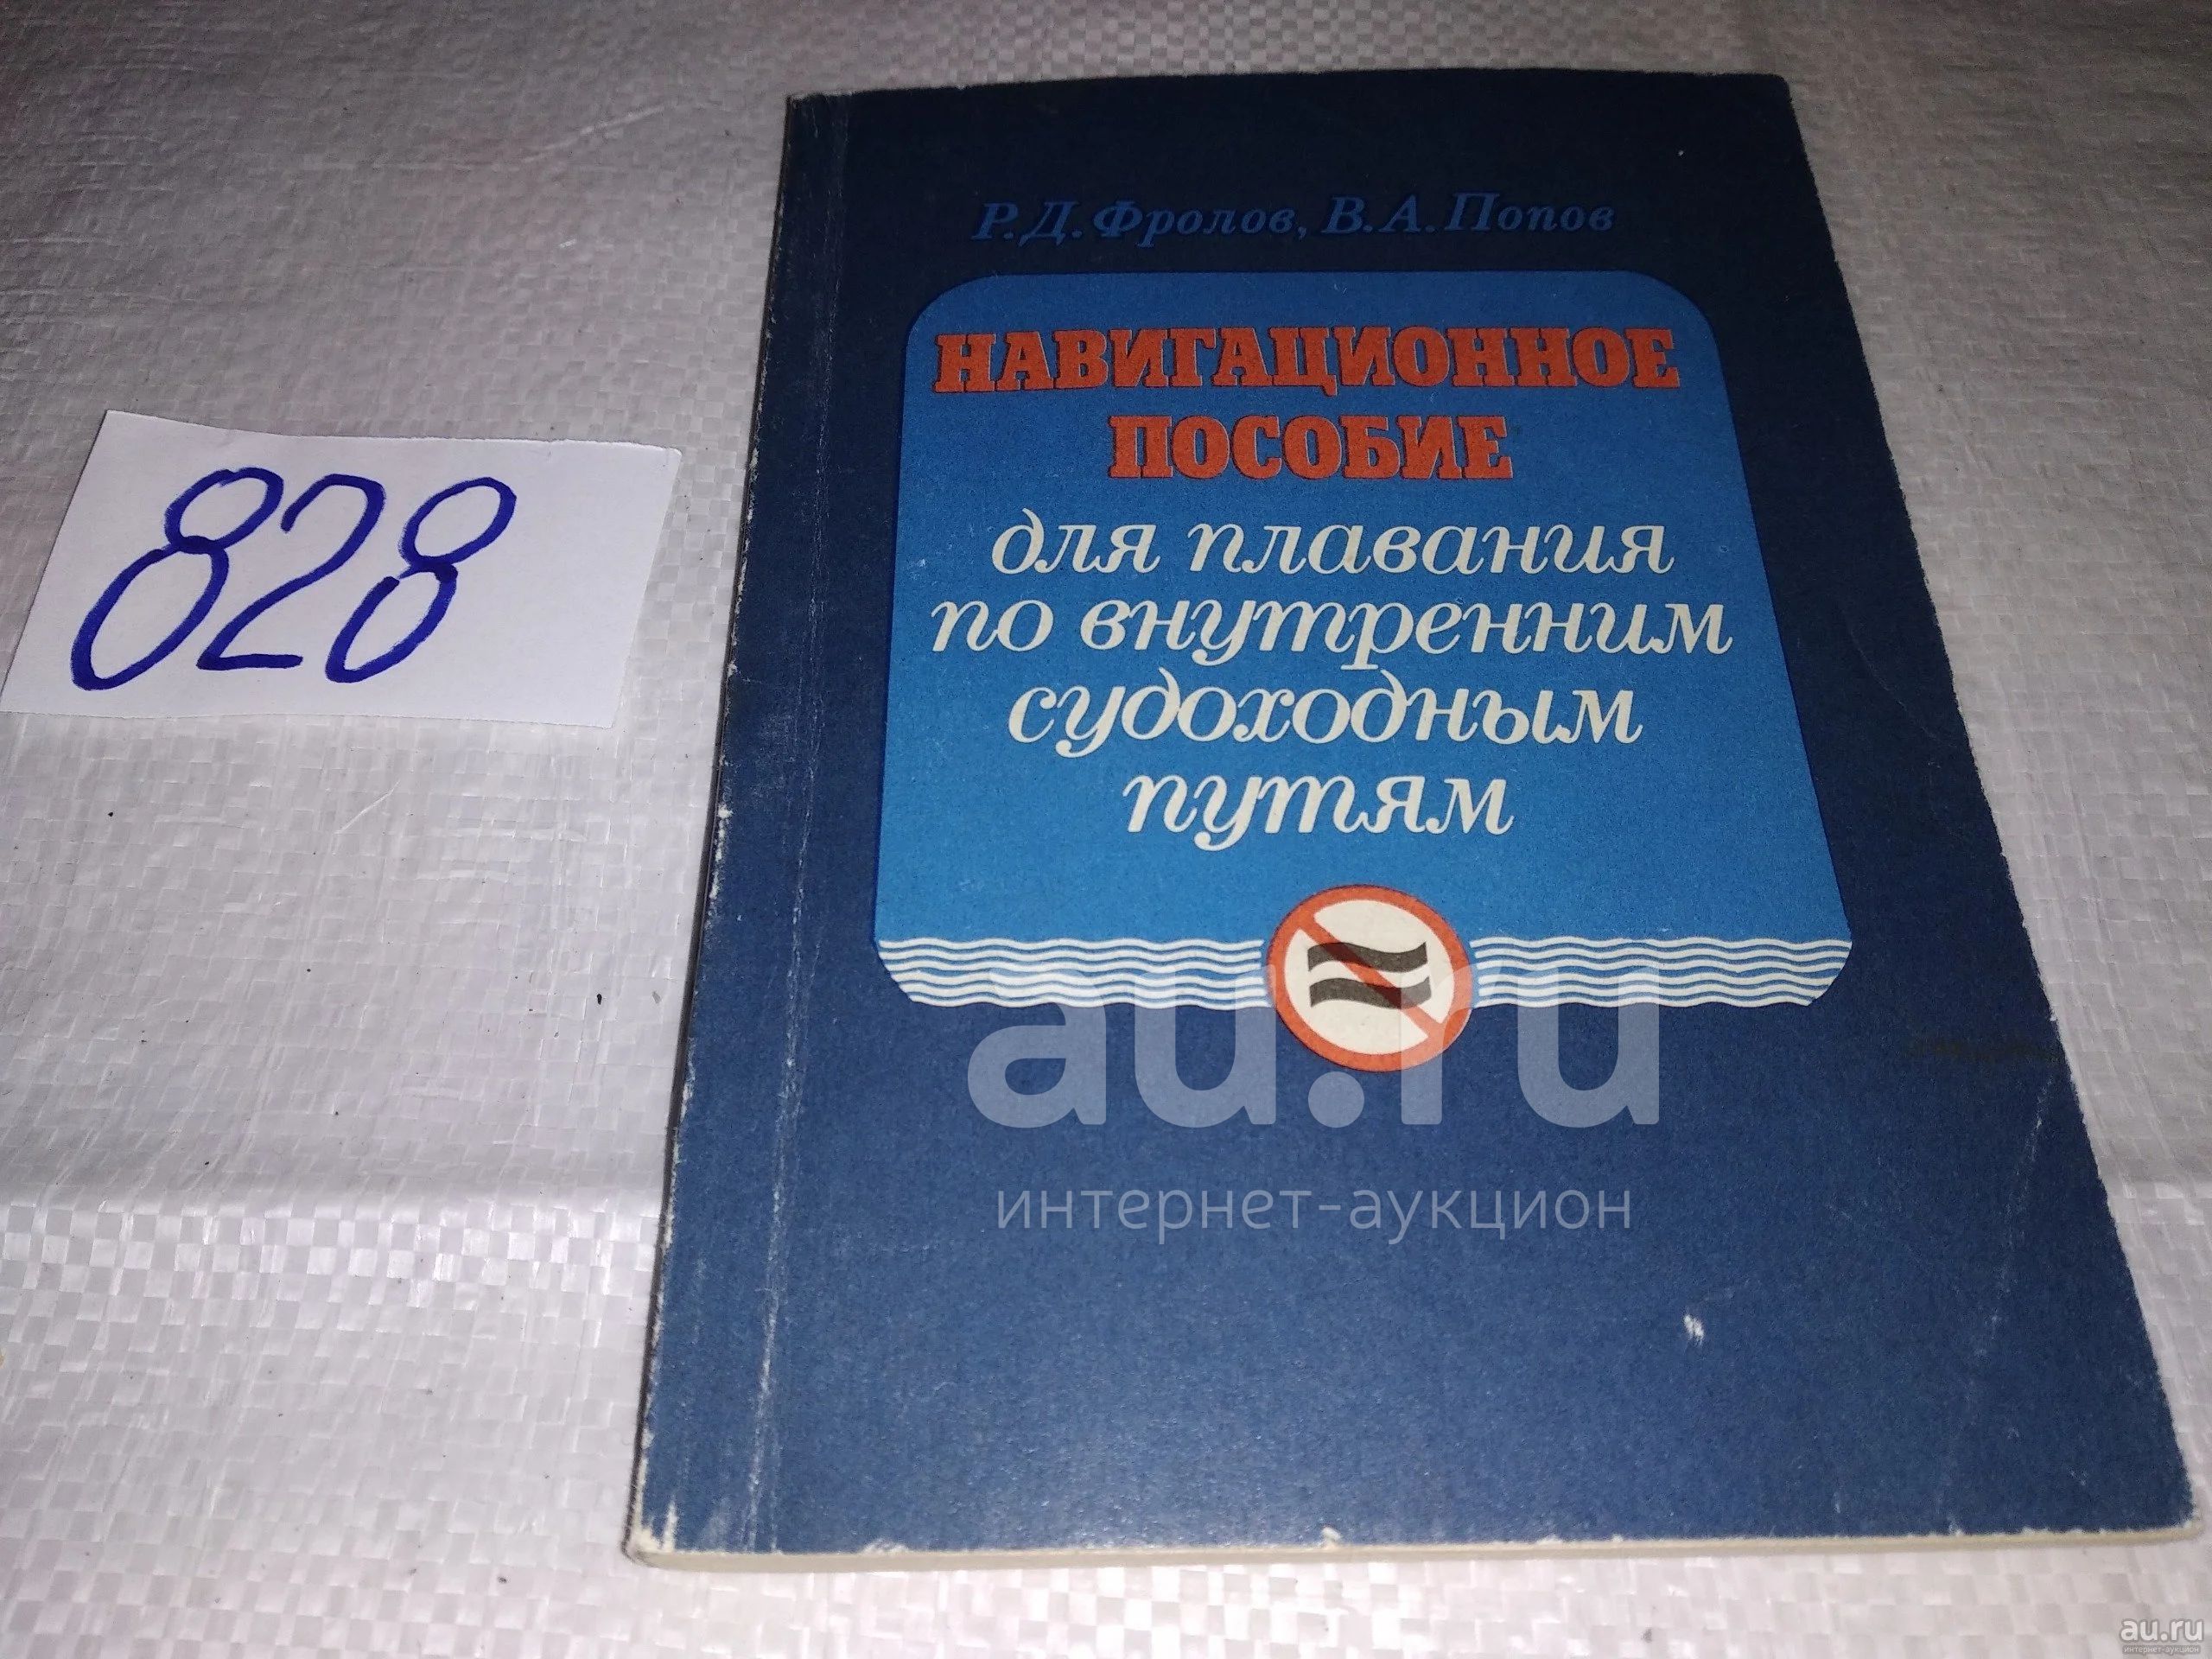 828
Р.Д.Фролов, В.А.Попов
НАВИГАЦИОННОЕ
ПОСОБИЕ
для плавания
по внутренним
судоходным
путям
au.ru
интернет-аукцион
au.ru
интернет-аукцион